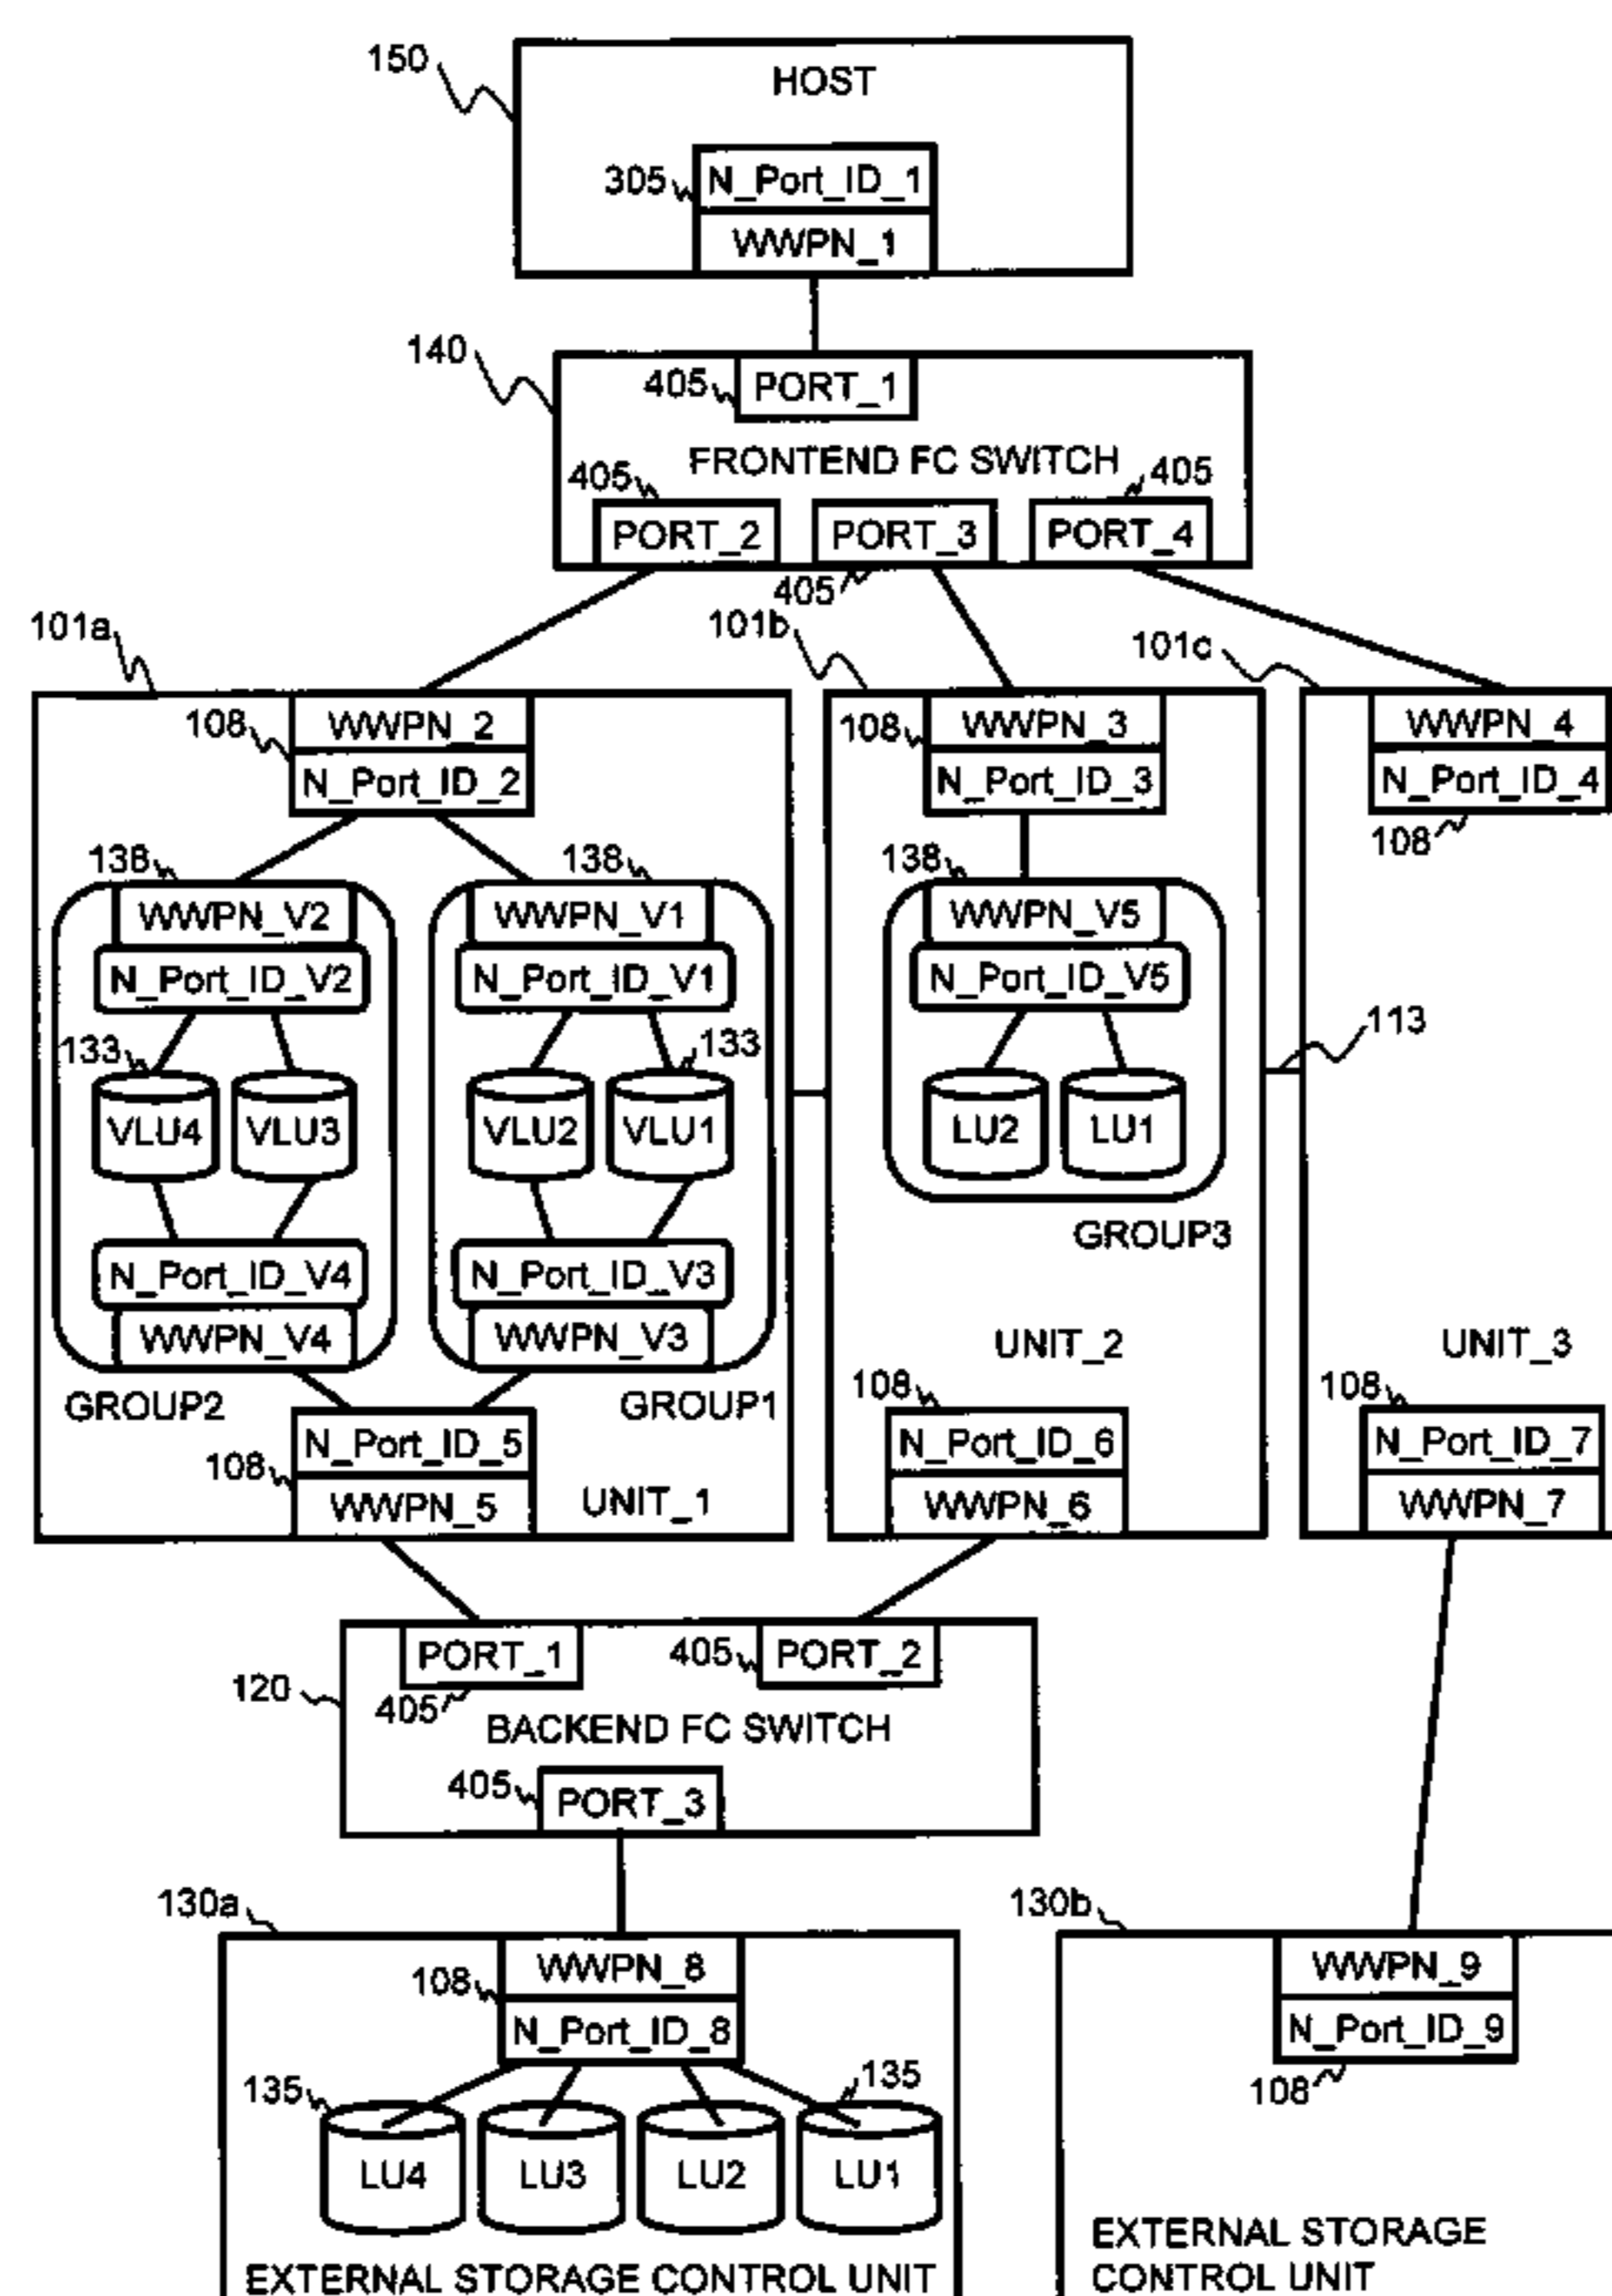 150
HOST
305
N_Port_ID_1
WWPN_1
140
405
PORT_1
FRONTEND FC SWITCH
405
405
PORT_2
PORT_3
PORT_4
405
101a
101b
101c
108
WWPN_2
N_Port_ID_2
108
WWPN_3
N_Port_ID_3
WWPN_4
N_Port_ID_4
108
138
138
138
WWPN_V2
WWPN_V1
WWPN_V5
N_Port_ID_V2
N_Port_ID_V1
N_Port_ID_V5
133
133
113
VLU4
VLU3
VLU2
VLU1
LU2
LU1
GROUP3
N_Port_ID_V4
N_Port_ID_V3
WWPN_V4
WWPN_V3
UNIT_2
UNIT_3
GROUP2
GROUP1
108
108
N_Port_ID_5
N_Port_ID_6
N_Port_ID_7
108
WWPN_5
UNIT_1
WWPN_6
WWPN_7
PORT_1
405
PORT_2
120
405
BACKEND FC SWITCH
405
PORT_3
130a
130b
WWPN_8
WWPN_9
108
N_Port_ID_8
N_Port_ID_9
108
135
135
LU4
LU3
LU2
LU1
EXTERNAL STORAGE CONTROL UNIT
EXTERNAL STORAGE
CONTROL UNIT